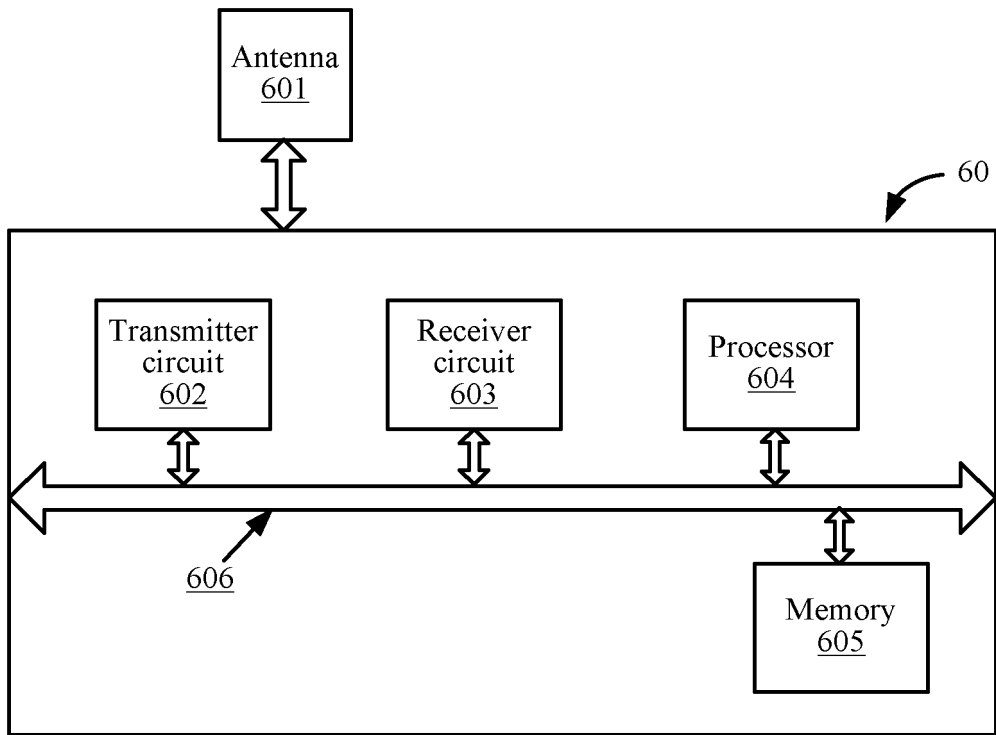 Antenna
601
60
Transmitter
circuit
602
Receiver
circuit
603
Processor
604
606
Memory
605